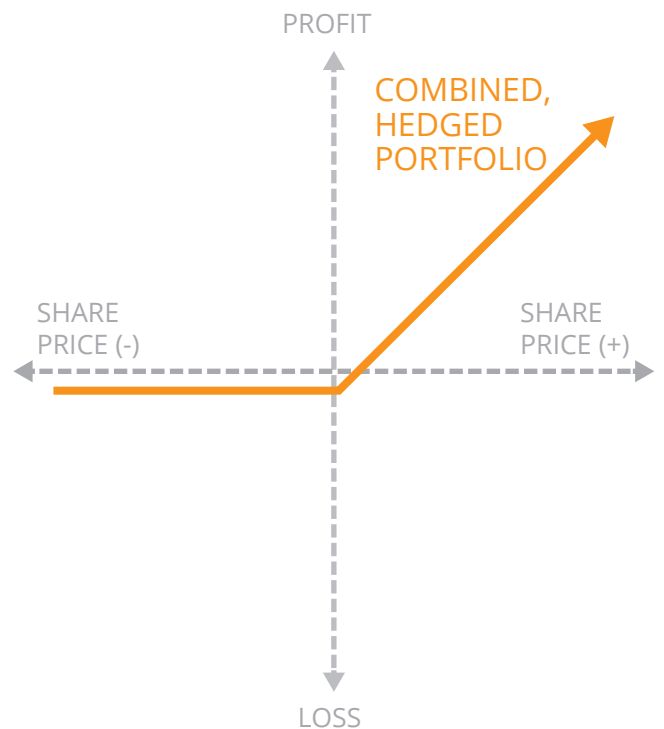 PROFIT
COMBINED,
HEDGED
PORTFOLIO
SHARE
PRICE (-)
SHARE
PRICE (+)
LOSS